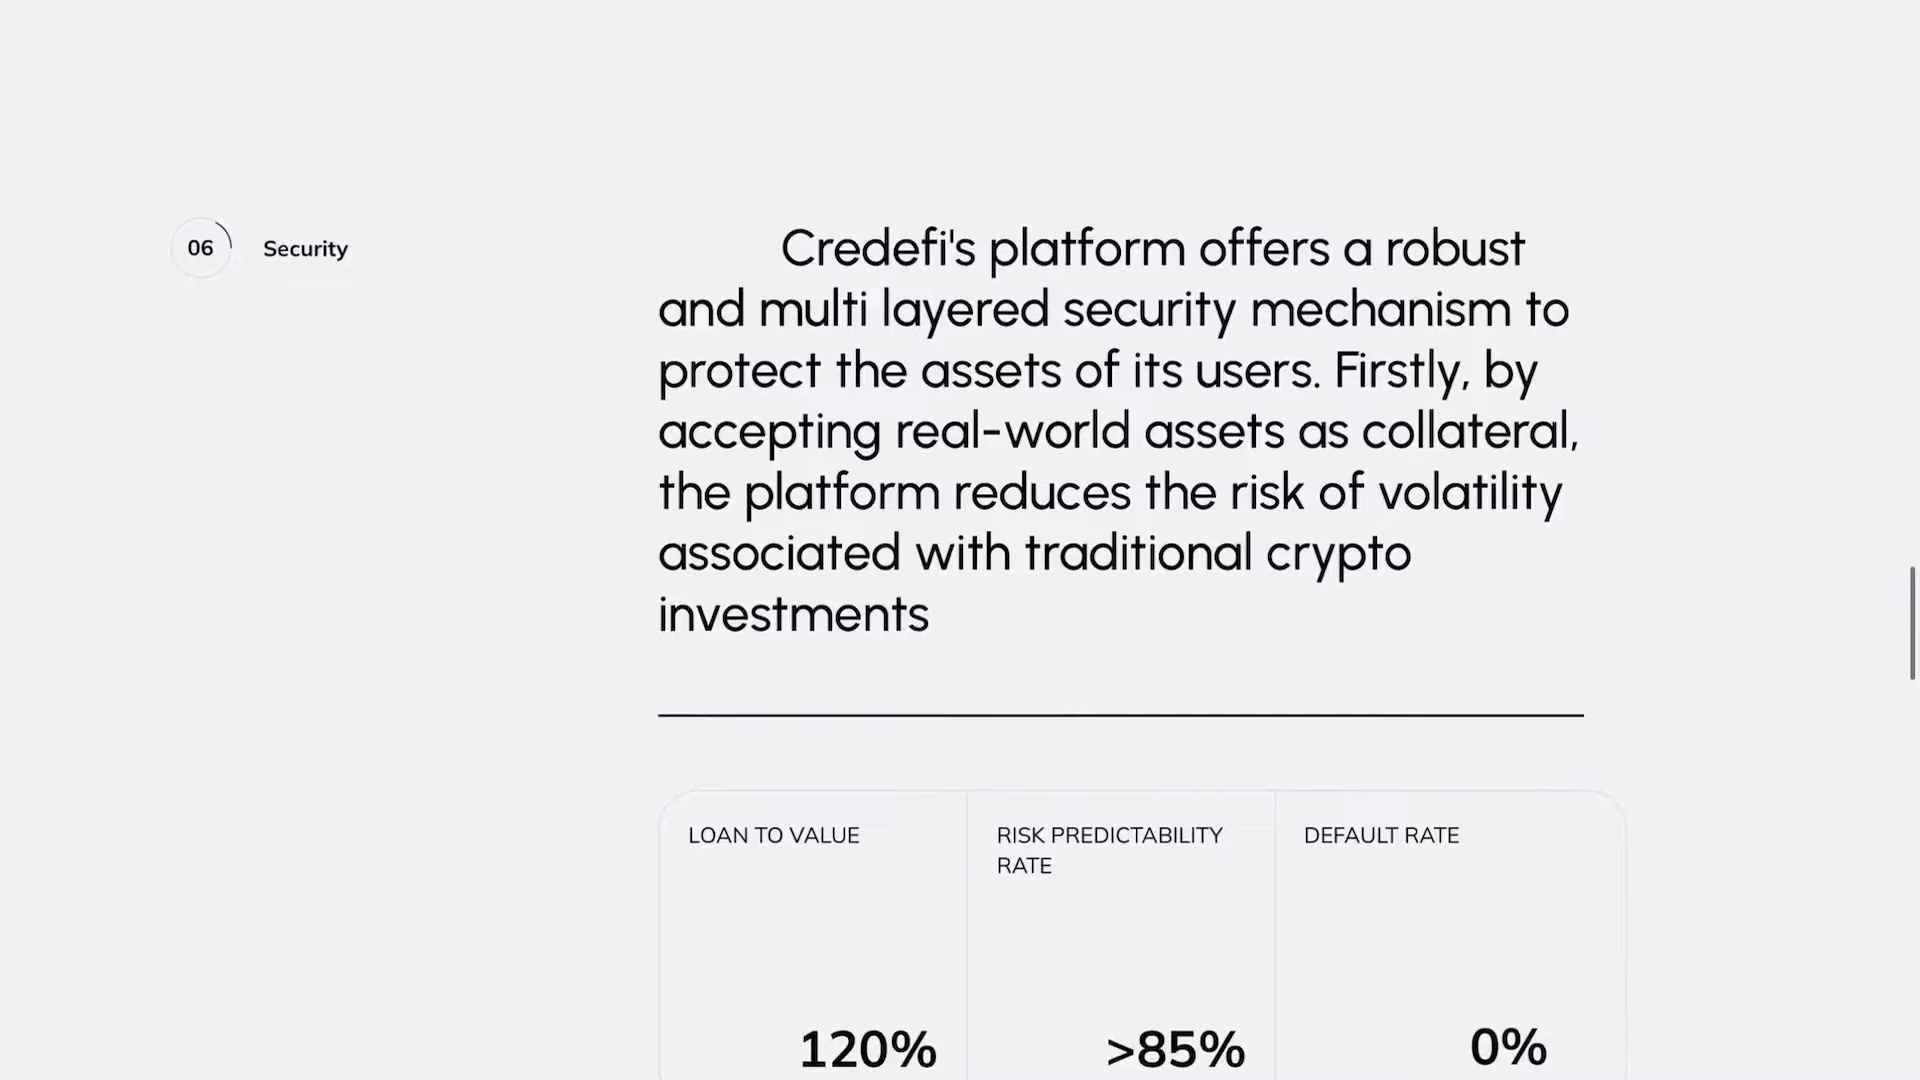 06 Security
Credefi's platform offers a robust
and multi layered security mechanism to
protect the assets of its users. Firstly, by
accepting real-world assets as collateral,
the platform reduces the risk of volatility
associated with traditional crypto
investments
LOAN TO VALUE
120%
RISK PREDICTABILITY
RATE
>85%
DEFAULT RATE
0%